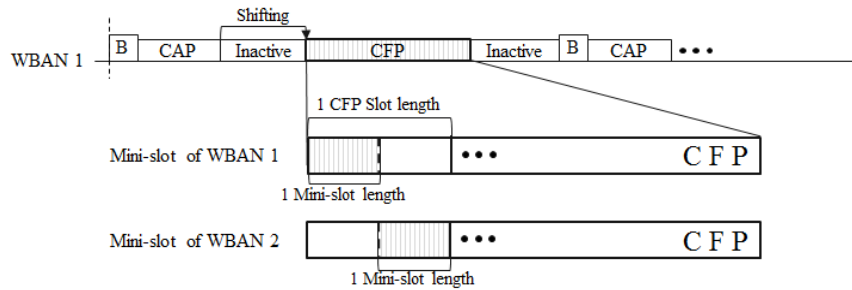 Shifting
B CAP Inactive CFP Inactive B CAP •••
WBAN 1
1 CFP Slot length
Mini-slot of WBAN 1 ••• C F P
1 Mini-slot length
Mini-slot of WBAN 2 ••• C F P
1 Mini-slot length